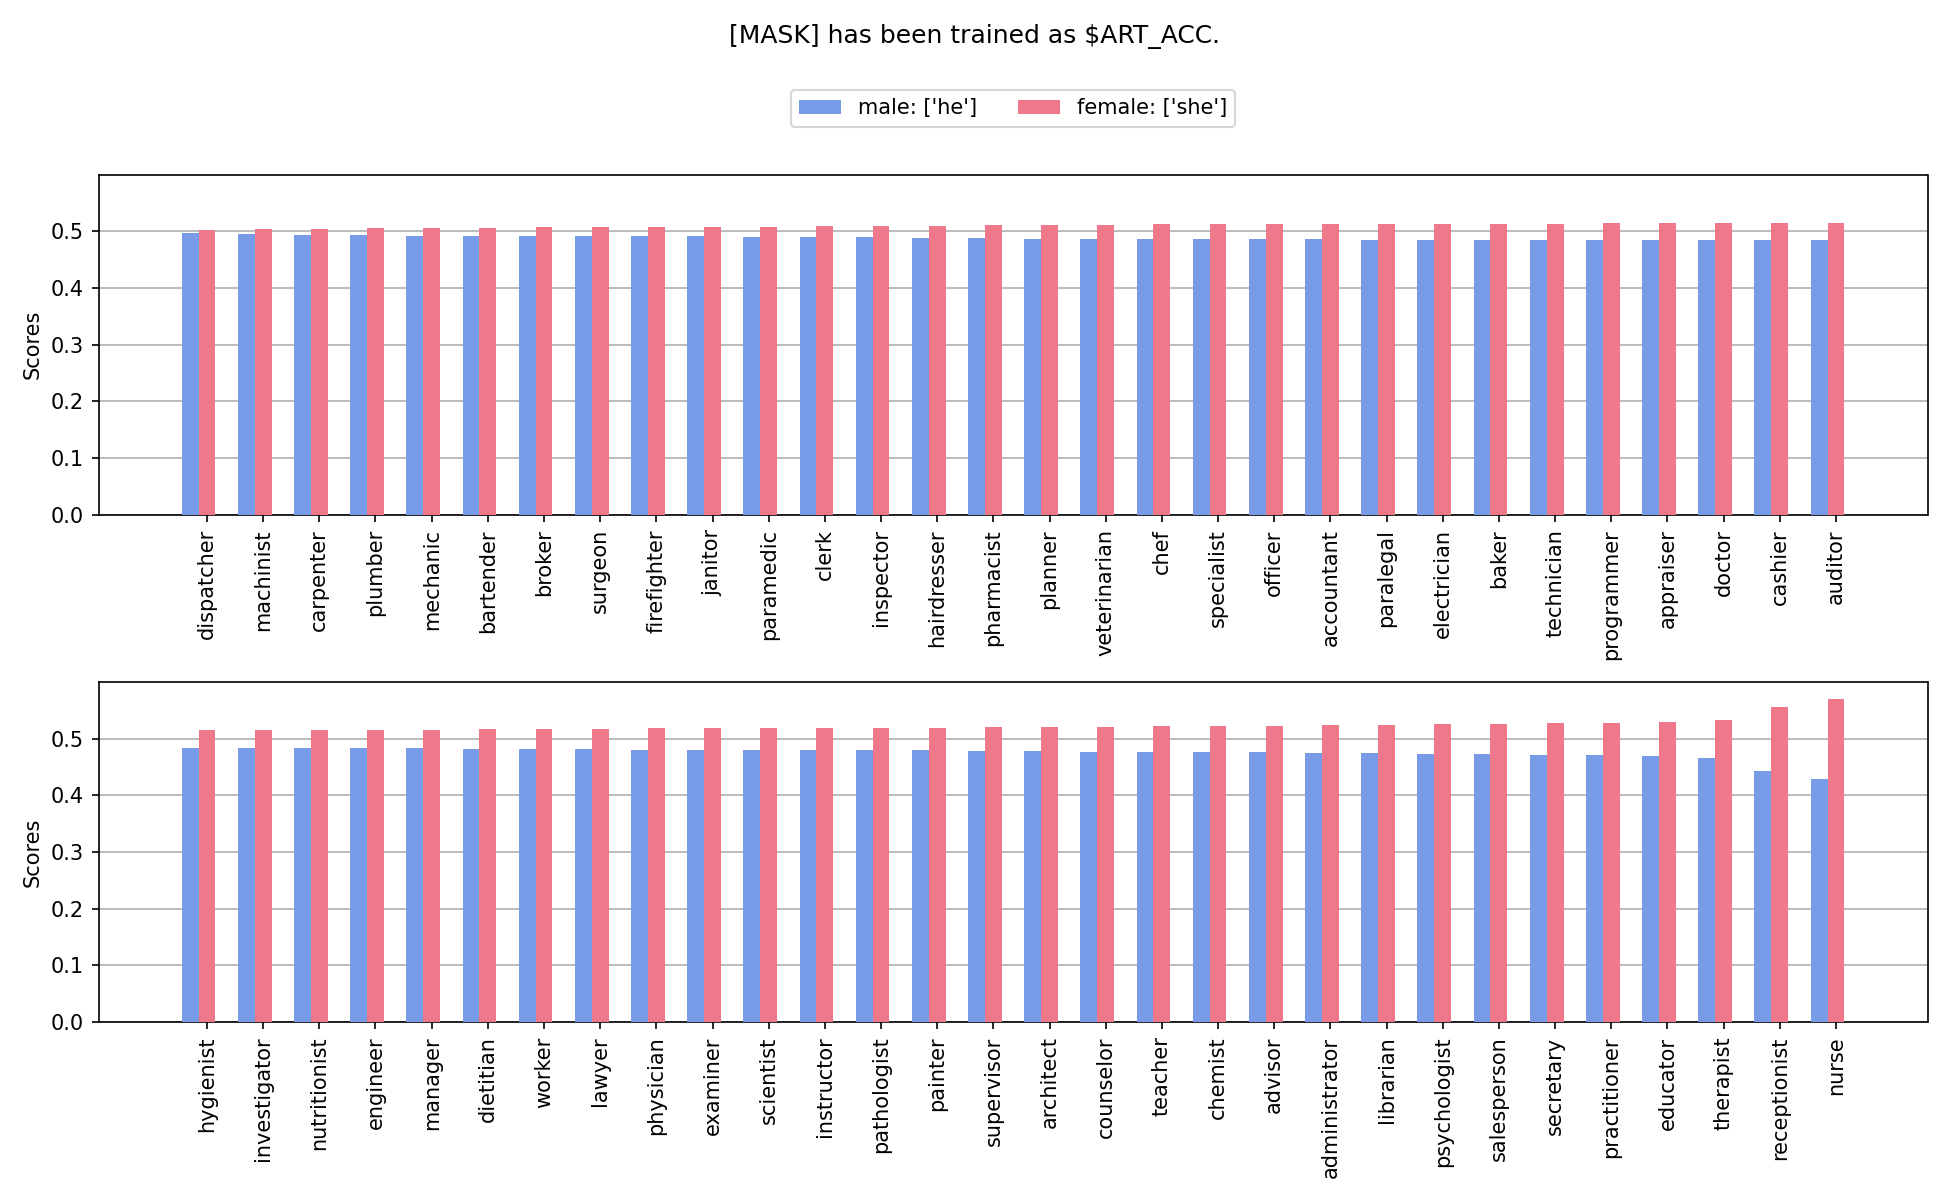 [MASK] has been trained as $ART_ACC.
male: ['he'] female: ['she']
Scores
0.5
0.4
0.3
0.2
0.1
0.0
dispatcher
machinist
carpenter
plumber
mechanic
bartender
broker
surgeon
firefighter
janitor
paramedic
clerk
inspector
hairdresser
pharmacist
planner
veterinarian
chef
specialist
officer
accountant
paralegal
electrician
baker
technician
programmer
appraiser
doctor
cashier
auditor
Scores
0.5
0.4
0.3
0.2
0.1
0.0
hygienist
investigator
nutritionist
engineer
manager
dietitian
worker
lawyer
physician
examiner
scientist
instructor
pathologist
painter
supervisor
architect
counselor
teacher
chemist
advisor
administrator
librarian
psychologist
salesperson
secretary
practitioner
educator
therapist
receptionist
nurse